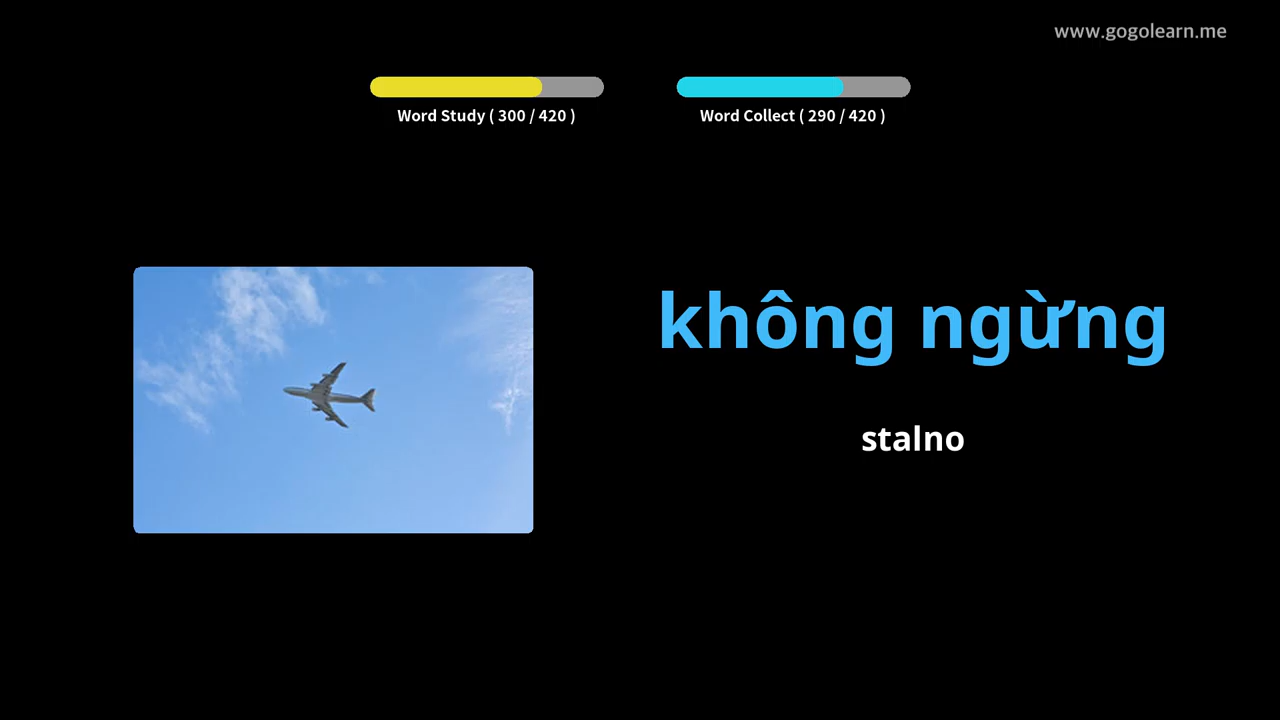 www.gogolearn.me
Word Study ( 300 / 420 )
Word Collect ( 290 / 420 )
không ngừng
stalno